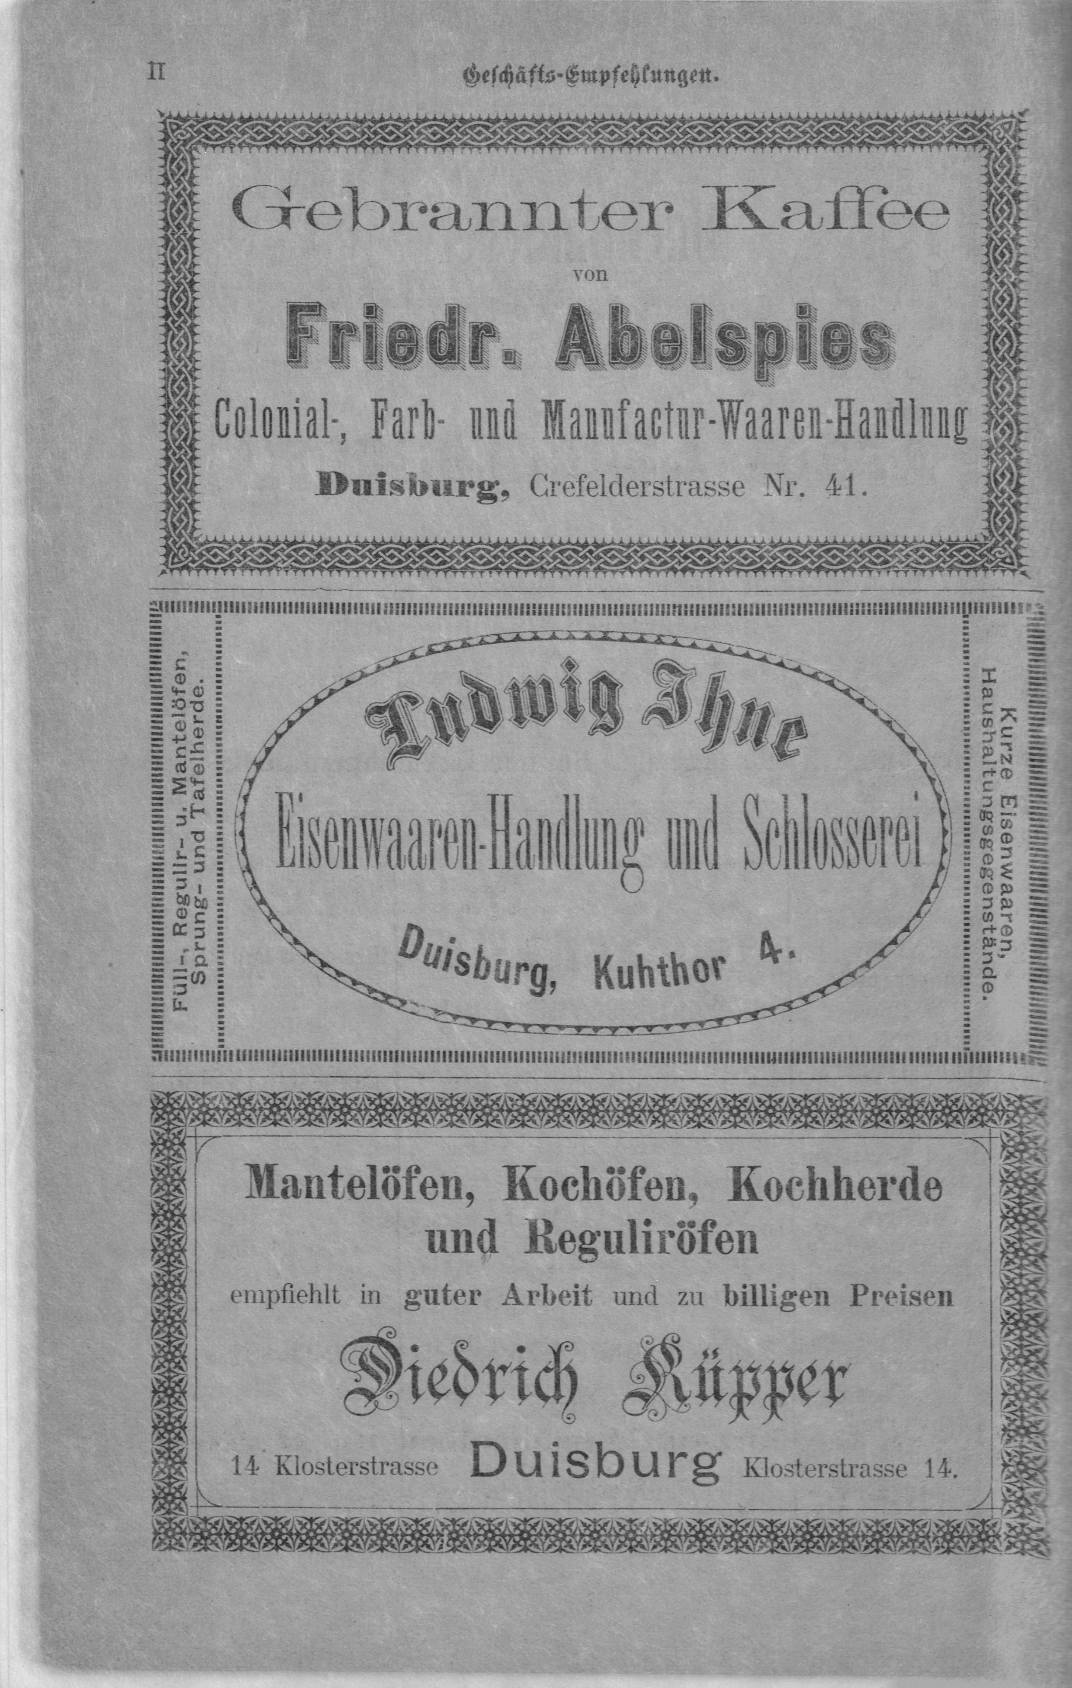 II
Geschäfts-Empfehlungen.
Gebrannter Kaffee
von
Friedr. Abelspies
Colonial-, Farb- und Manufactur-Waaren-Handlung
Duisburg, Crefelderstrasse Nr. 41.
Füll-, Regulir- u. Mantelöfen,
Sprung- und Tafelherde.
Ludwig Ihne
Eisenwaaren-Handlung und Schlosserei
Duisburg, Kuhthor 4.
Kurze Eisenwaaren,
Haushaltungsgegenstände.
Mantelöfen, Kochöfen, Kochherde
und Reguliröfen
empfiehlt in guter Arbeit und zu billigen Preisen
Diedrich Küpper
14 Klosterstrasse Duisburg Klosterstrasse 14.